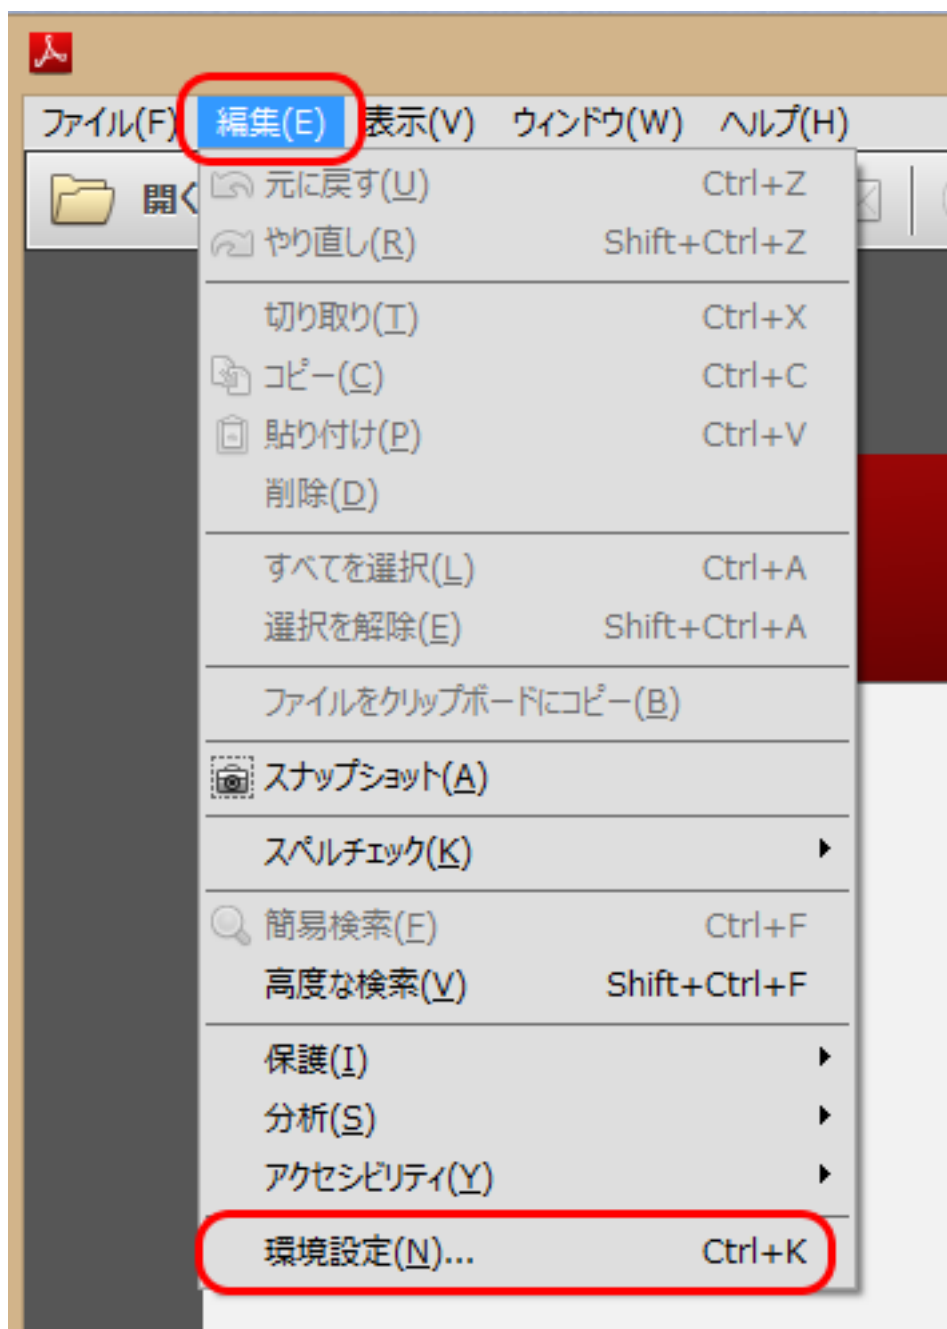 ファイル(F) 編集(E) 表示(V) ウィンドウ(W) ヘルプ(H)
開く
元に戻す(U) Ctrl+Z
やり直し(R) Shift+Ctrl+Z
切り取り(T) Ctrl+X
コピー(C) Ctrl+C
貼り付け(P) Ctrl+V
削除(D)
すべてを選択(L) Ctrl+A
選択を解除(E) Shift+Ctrl+A
ファイルをクリップボードにコピー(B)
スナップショット(A)
スペルチェック(K)
簡易検索(F) Ctrl+F
高度な検索(V) Shift+Ctrl+F
保護(I)
分析(S)
アクセシビリティ(Y)
環境設定(N)... Ctrl+K